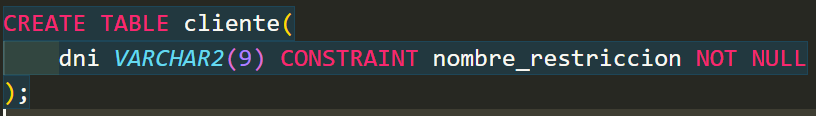 CREATE TABLE cliente(
    dni VARCHAR2(9) CONSTRAINT nombre_restriccion NOT NULL
);